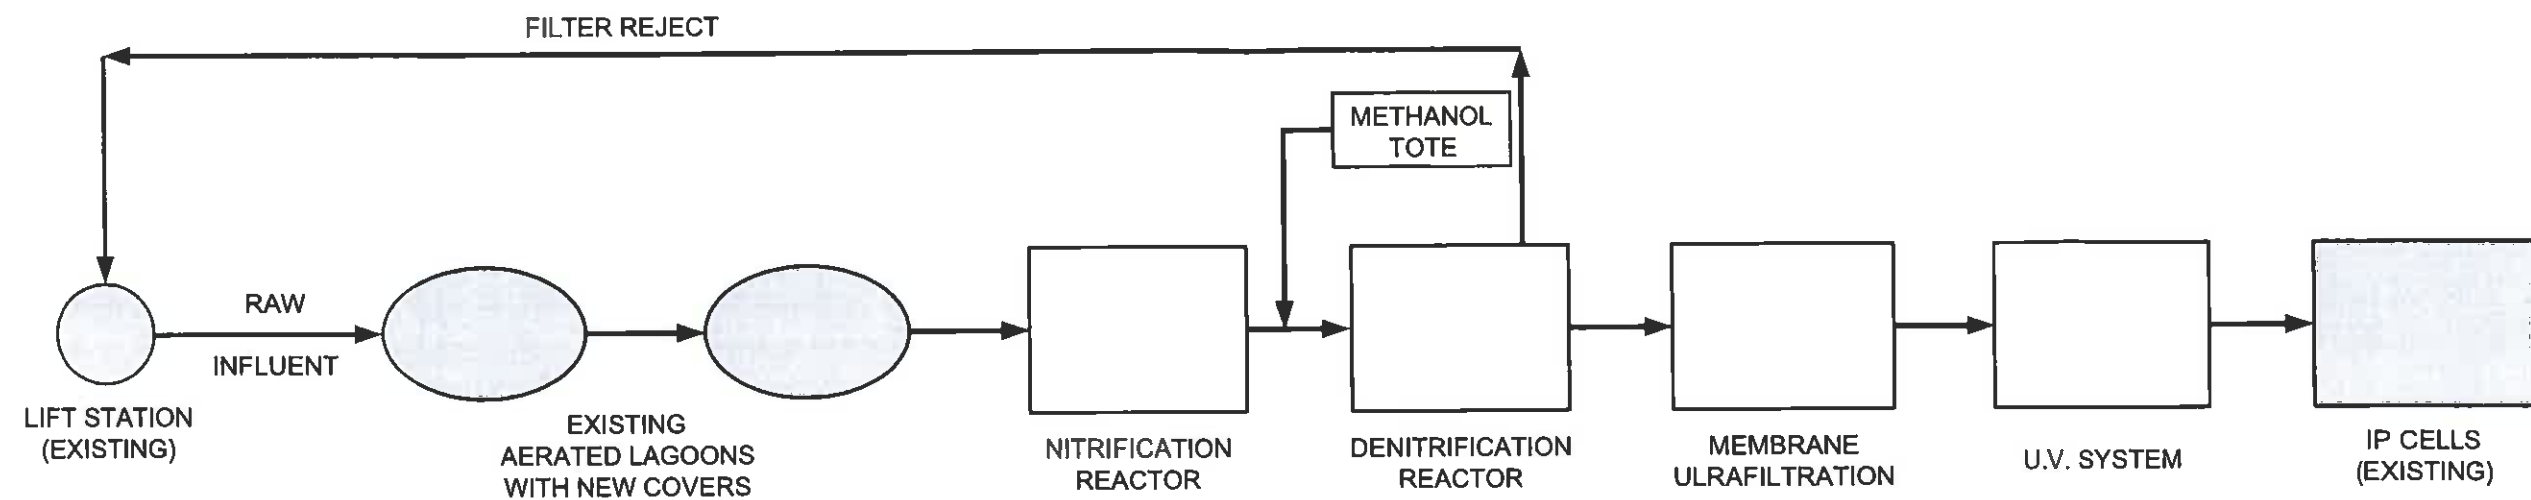 FILTER REJECT
METHANOL
TOTE
RAW
INFLUENT
LIFT STATION
(EXISTING)
EXISTING
AERATED LAGOONS
WITH NEW COVERS
NITRIFICATION
REACTOR
DENITRIFICATION
REACTOR
MEMBRANE
ULRAFILTRATION
U.V. SYSTEM
IP CELLS
(EXISTING)